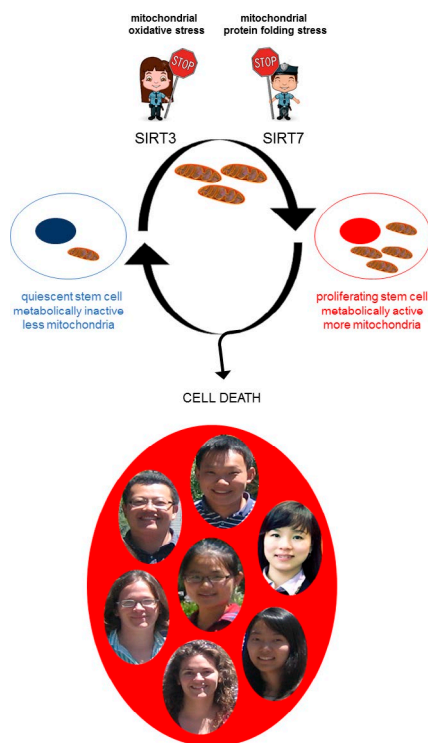 mitochondrial
oxidative stress
mitochondrial
protein folding stress
STOP
STOP
SIRT3
SIRT7
quiescent stem cell
metabolically inactive
less mitochondria
proliferating stem cell
metabolically active
more mitochondria
CELL DEATH